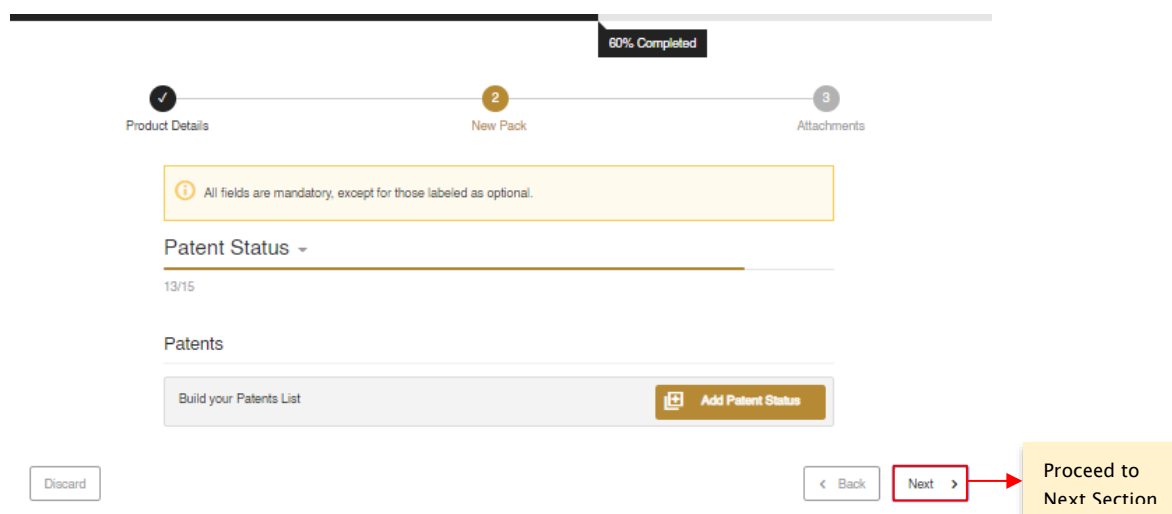 60% Completed
2
3
Product Details
New Pack
Attachments
All fields are mandatory, except for those labeled as optional.
Patent Status
13/15
Patents
Build your Patents List
Add Patent Status
Discard
Back
Next
Proceed to
Next Section